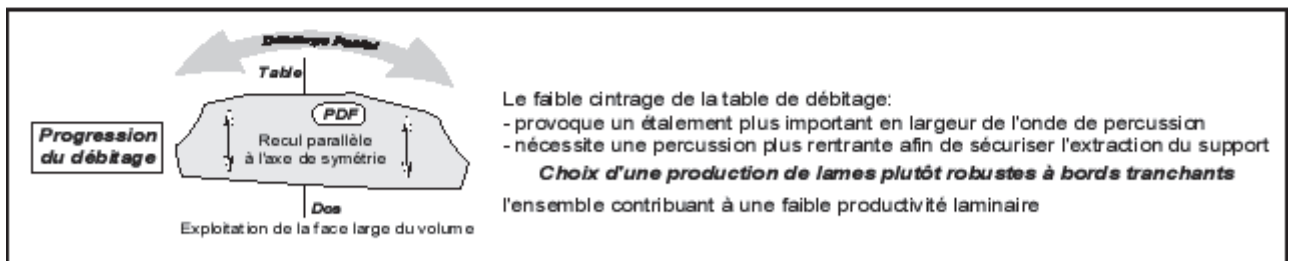 Débitage Facial
Table
PDF
Recul parallèle
à l'axe de symétrie
Progression
du débitage
Dos
Exploitation de la face large du volume
Le faible cintrage de la table de débitage:
- provoque un étalement plus important en largeur de l'onde de percussion
- nécessite une percussion plus rentrante afin de sécuriser l'extraction du support
Choix d'une production de lames plutôt robustes à bords tranchants
l'ensemble contribuant à une faible productivité laminaire